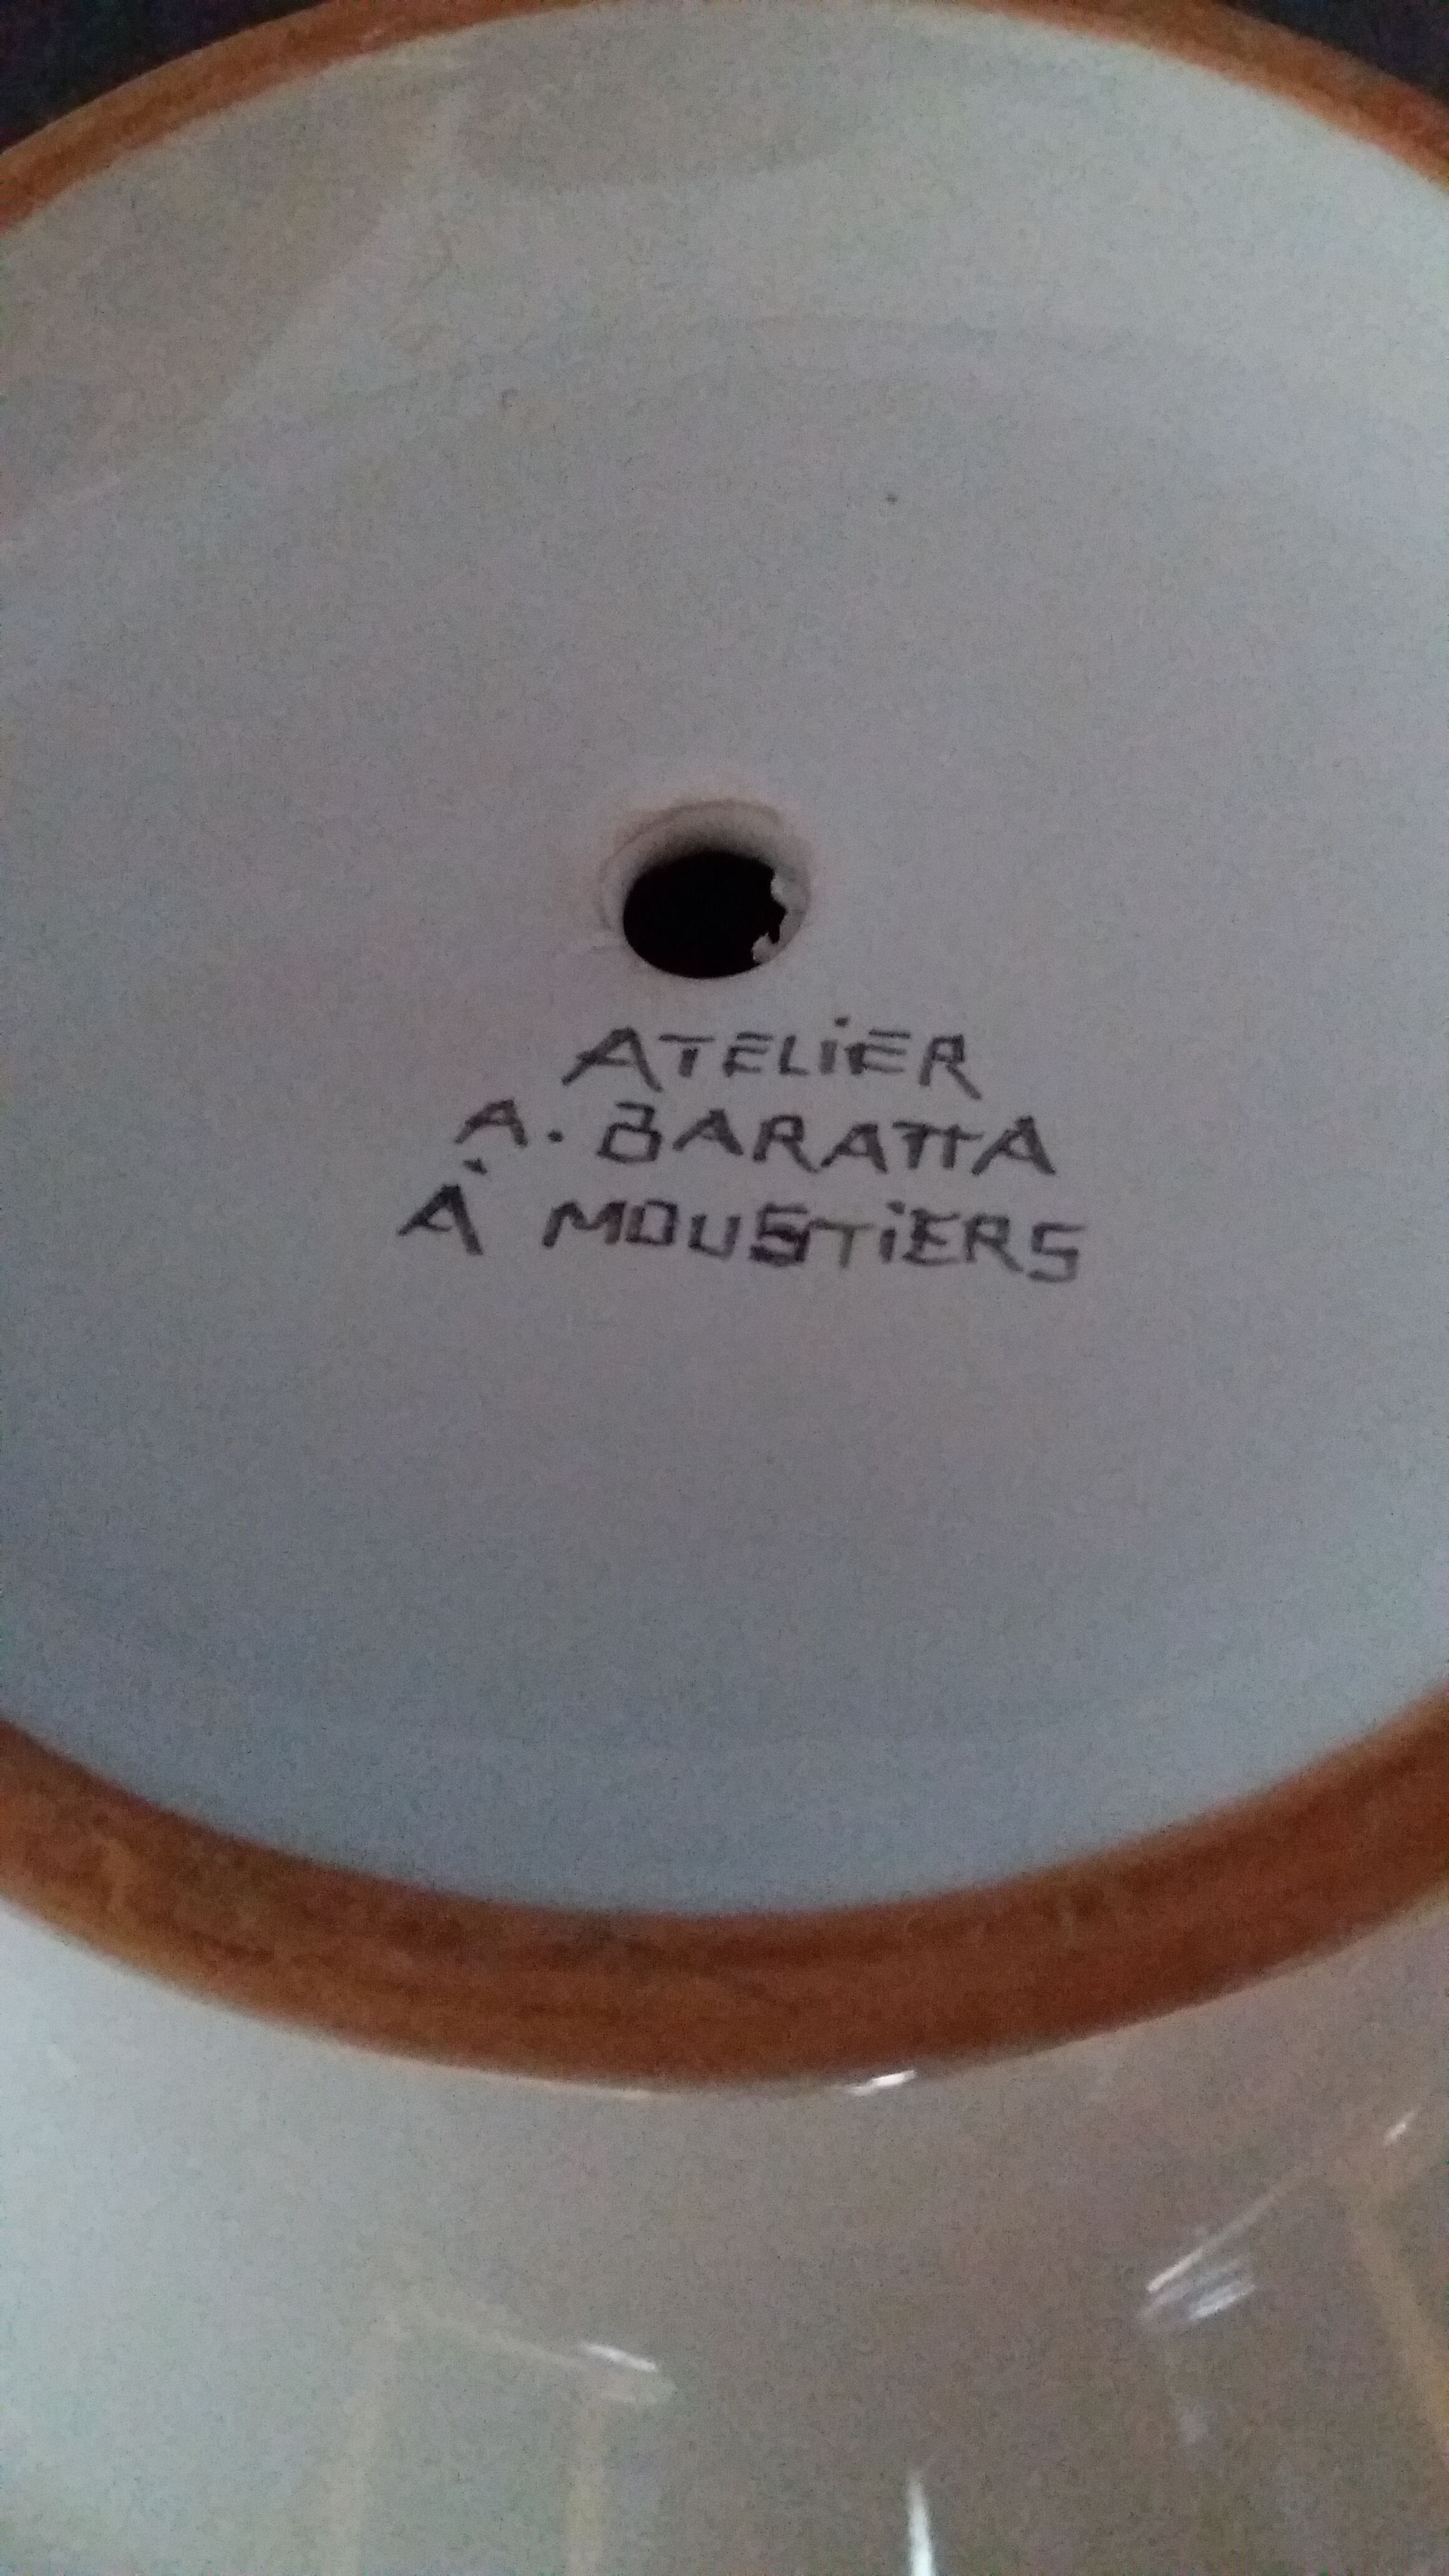 ATELiER
A. BARATTA
À MOUSTiERS